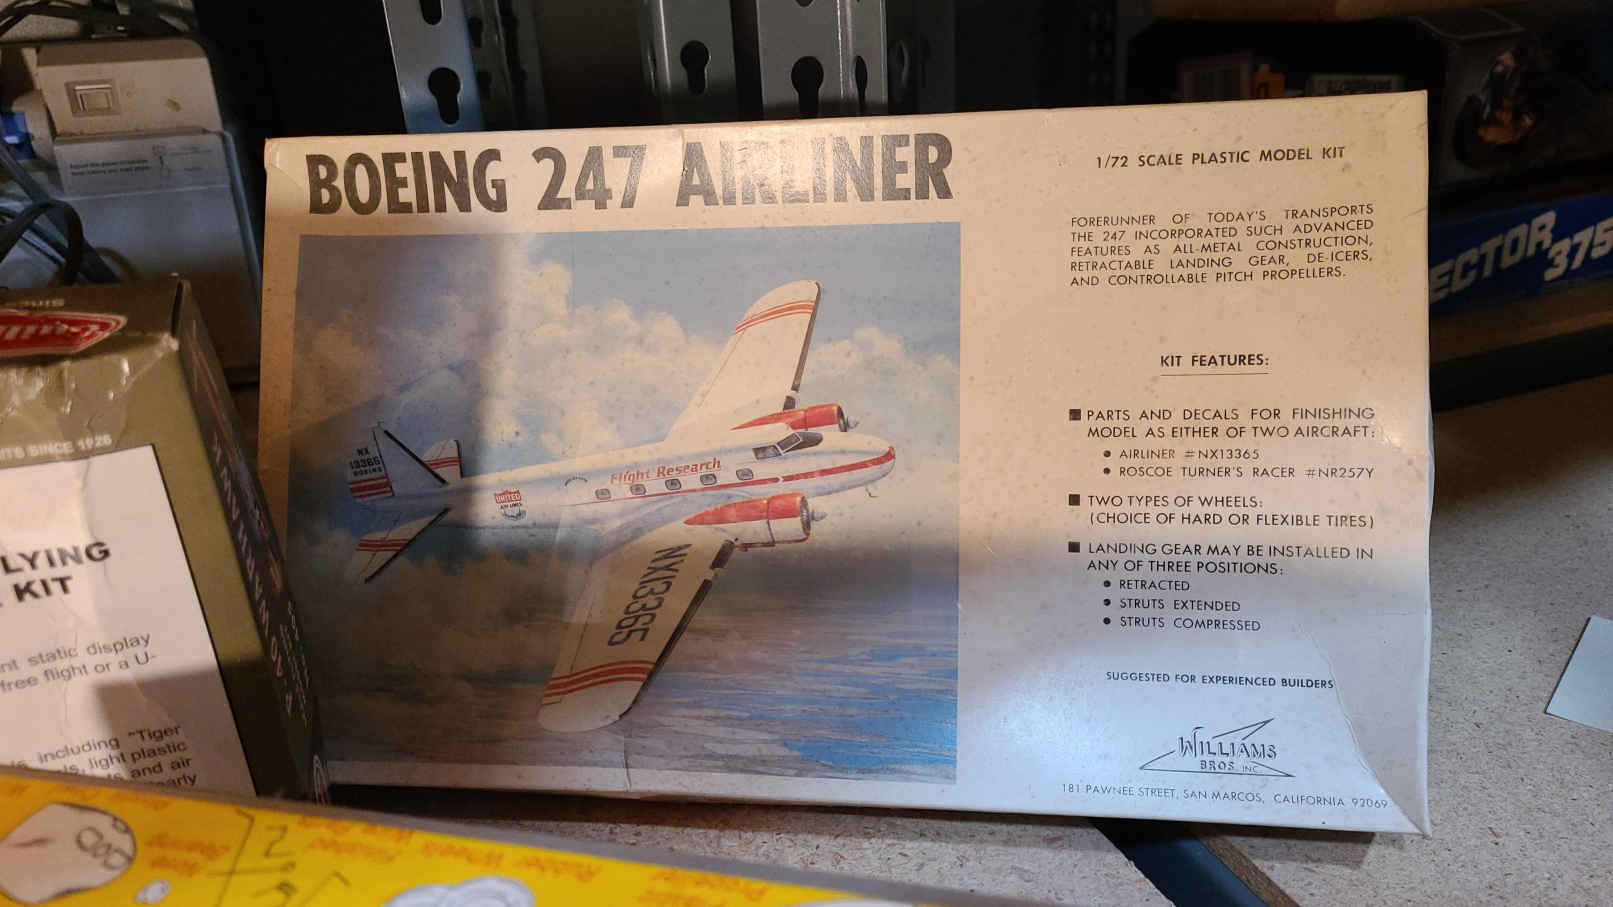 BOEING 247 AIRLINER
1/72 SCALE PLASTIC MODEL KIT
FORERUNNER OF TODAY'S TRANSPORTS
THE 247 INCORPORATED SUCH ADVANCED
FEATURES AS ALL-METAL CONSTRUCTION,
RETRACTABLE LANDING GEAR, DE-ICERS,
AND CONTROLLABLE PITCH PROPELLERS.
KIT FEATURES:
■ PARTS AND DECALS FOR FINISHING
MODEL AS EITHER OF TWO AIRCRAFT:
• AIRLINER #NX13365
• ROSCOE TURNER'S RACER #NR257Y
■ TWO TYPES OF WHEELS:
(CHOICE OF HARD OR FLEXIBLE TIRES)
■ LANDING GEAR MAY BE INSTALLED IN
ANY OF THREE POSITIONS:
• RETRACTED
• STRUTS EXTENDED
• STRUTS COMPRESSED
SUGGESTED FOR EXPERIENCED BUILDERS
WILLIAMS
BROS. INC.
181 PAWNEE STREET, SAN MARCOS, CALIFORNIA 92069
NX
13365
BOEING
Flight Research
UNITED
AIR LINES
NX13365
ECTOR
375
ITS SINCE 1926
LYING
KIT
nt static display
free flight or a U-
including "Tiger
ls, light plastic
and air
early